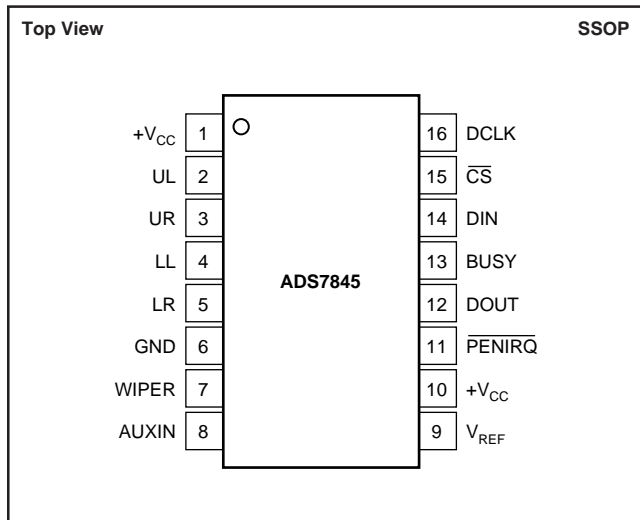 Top View SSOP
+VCC 1 16 DCLK
UL 2 15 CS
UR 3 14 DIN
LL 4 13 BUSY
ADS7845
LR 5 12 DOUT
GND 6 11 PENIRQ
WIPER 7 10 +VCC
AUXIN 8 9 VREF